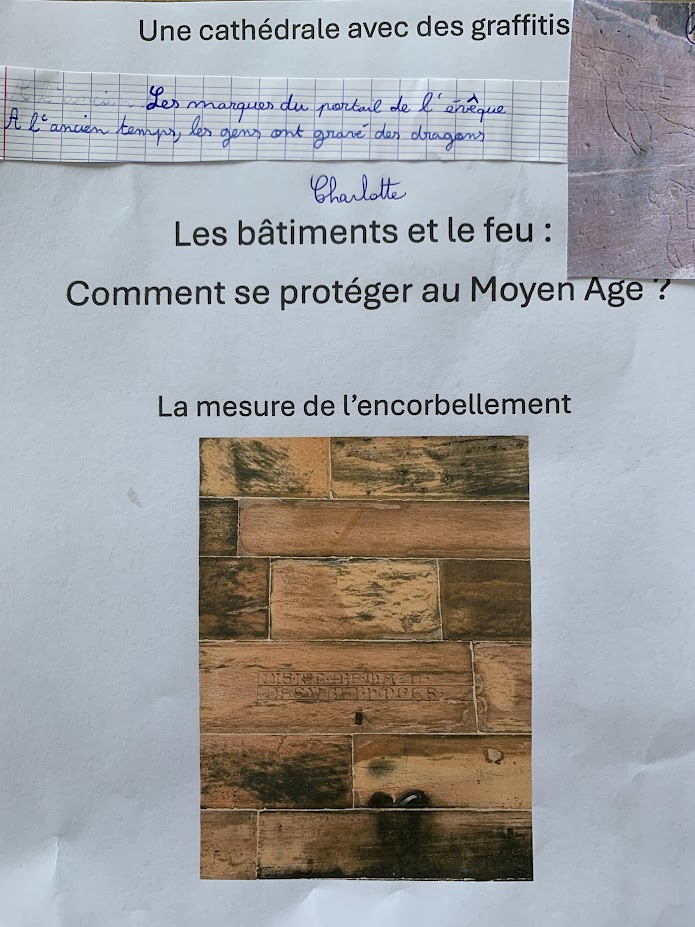 Une cathédrale avec des graffitis
Les marques du portail de l'évêque
A l'ancien temps, les gens ont gravé des dragons
Charlotte
Les bâtiments et le feu :
Comment se protéger au Moyen Age ?
La mesure de l'encorbellement